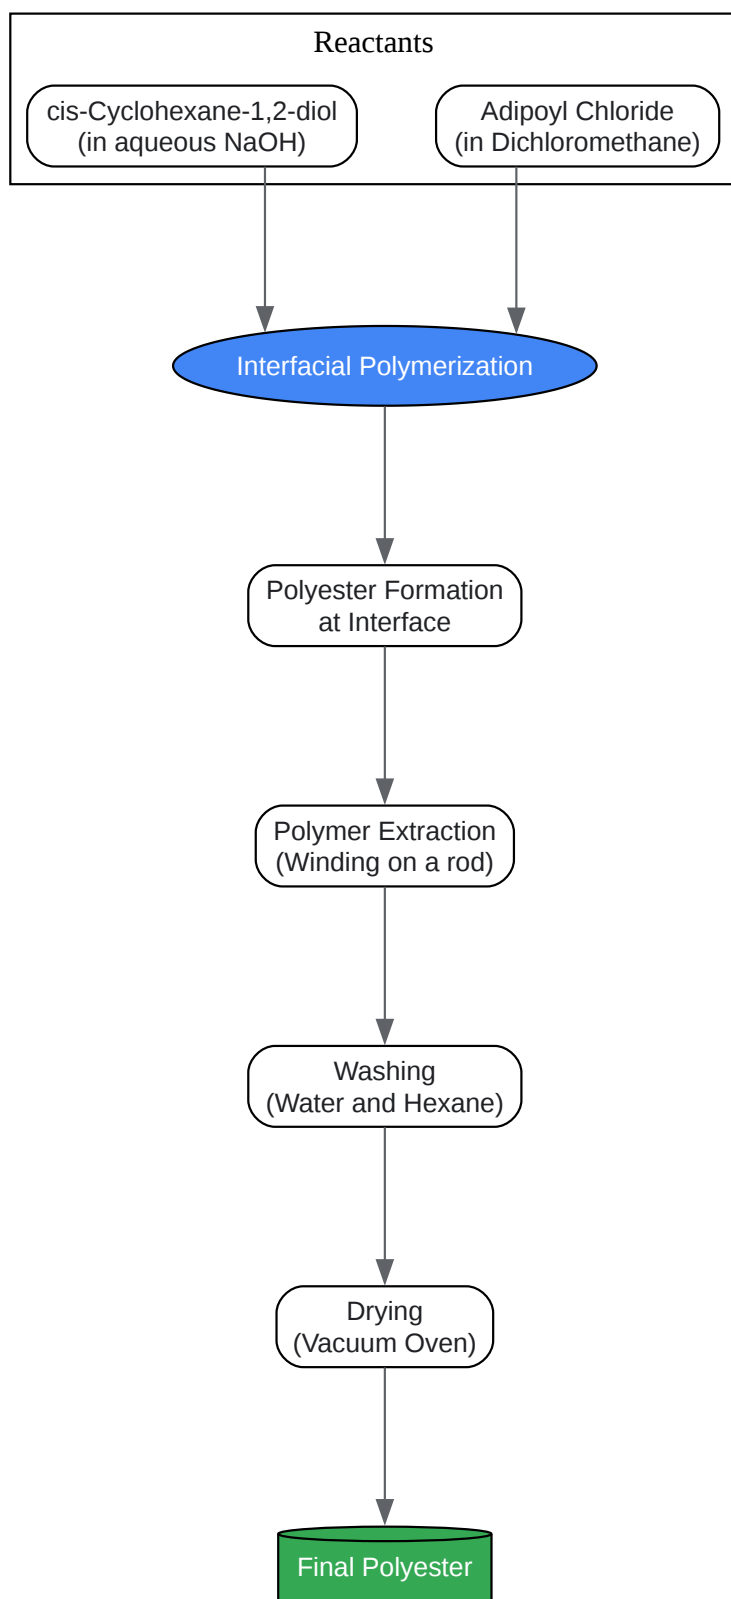 Reactants
cis-Cyclohexane-1,2-diol
(in aqueous NaOH)
Adipoyl Chloride
(in Dichloromethane)
Interfacial Polymerization
Polyester Formation
at Interface
Polymer Extraction
(Winding on a rod)
Washing
(Water and Hexane)
Drying
(Vacuum Oven)
Final Polyester